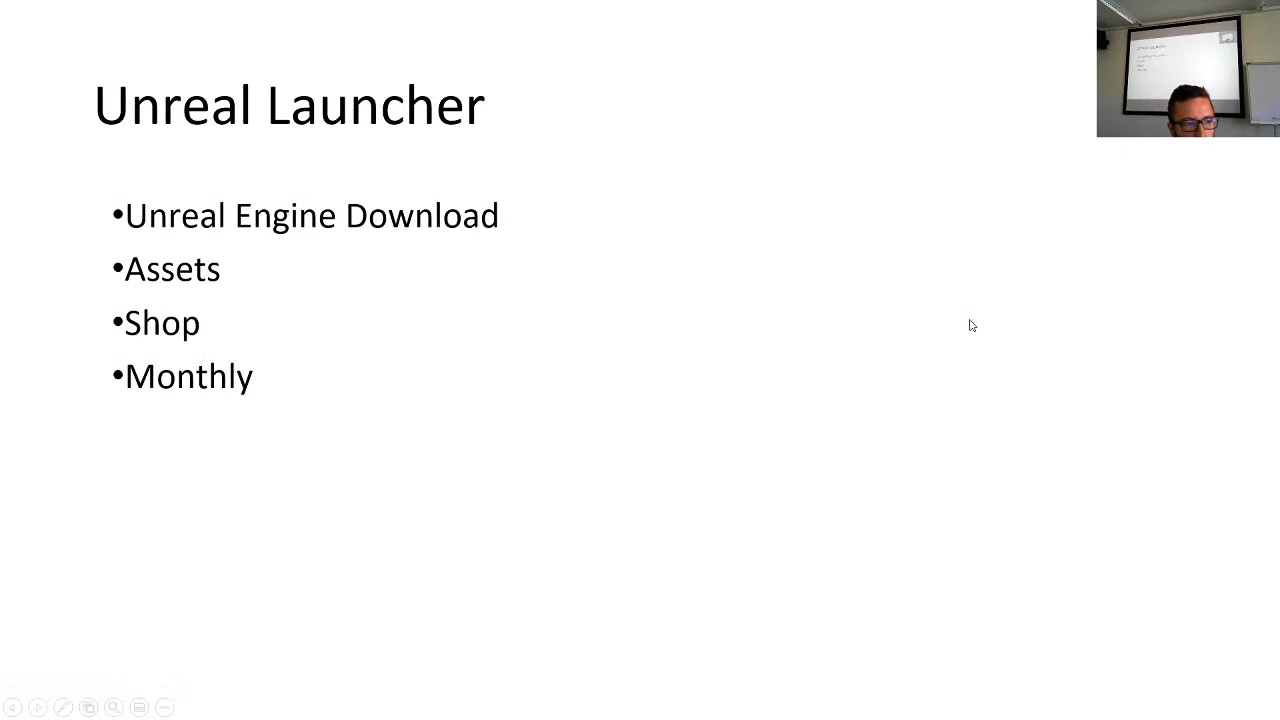 Unreal Launcher
•Unreal Engine Download
•Assets
•Shop
•Monthly